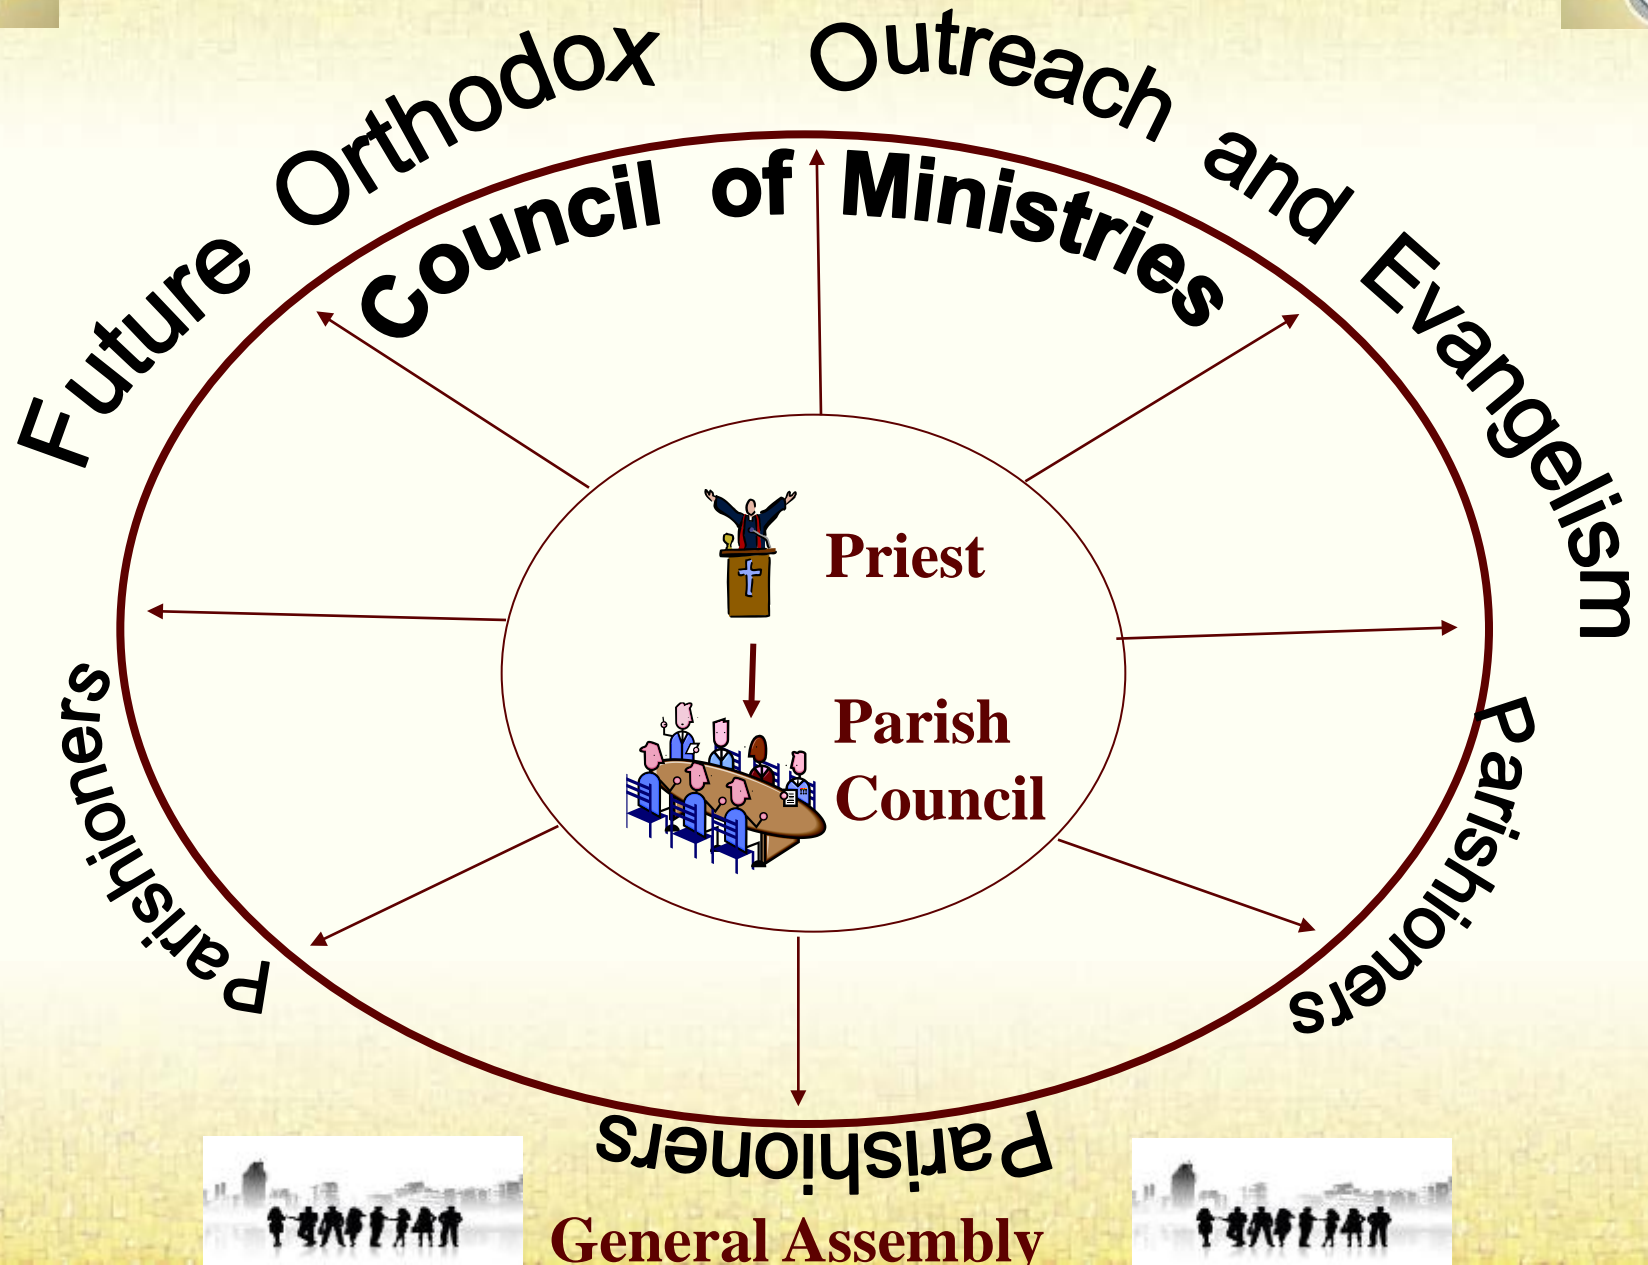 Future Orthodox Outreach and Evangelism
Council of Ministries
Priest
Parish
Council
Parishioners
Parishioners
Parishioners
General Assembly